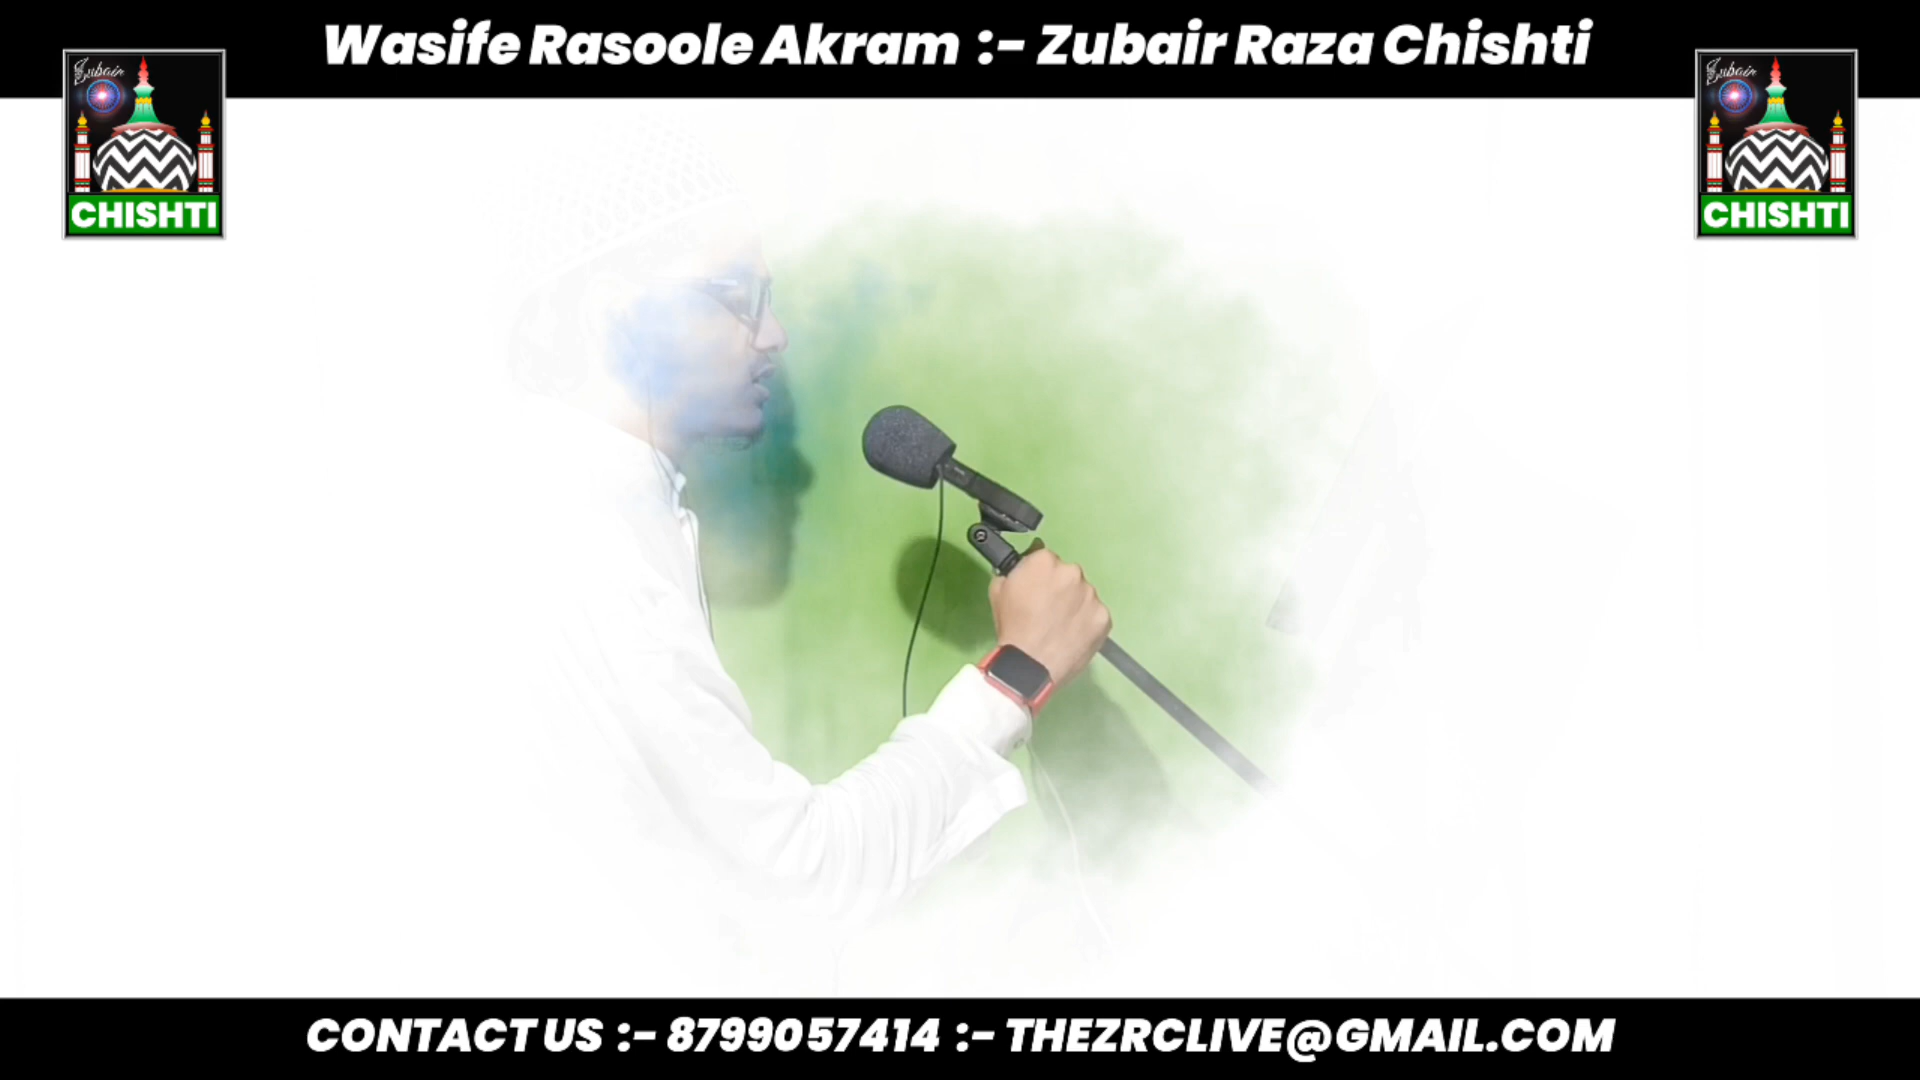 Wasife Rasoole Akram :- Zubair Raza Chishti
Zubair
CHISHTI
Zubair
CHISHTI
CONTACT US :- 8799057414 :- THEZRCLIVE@GMAIL.COM